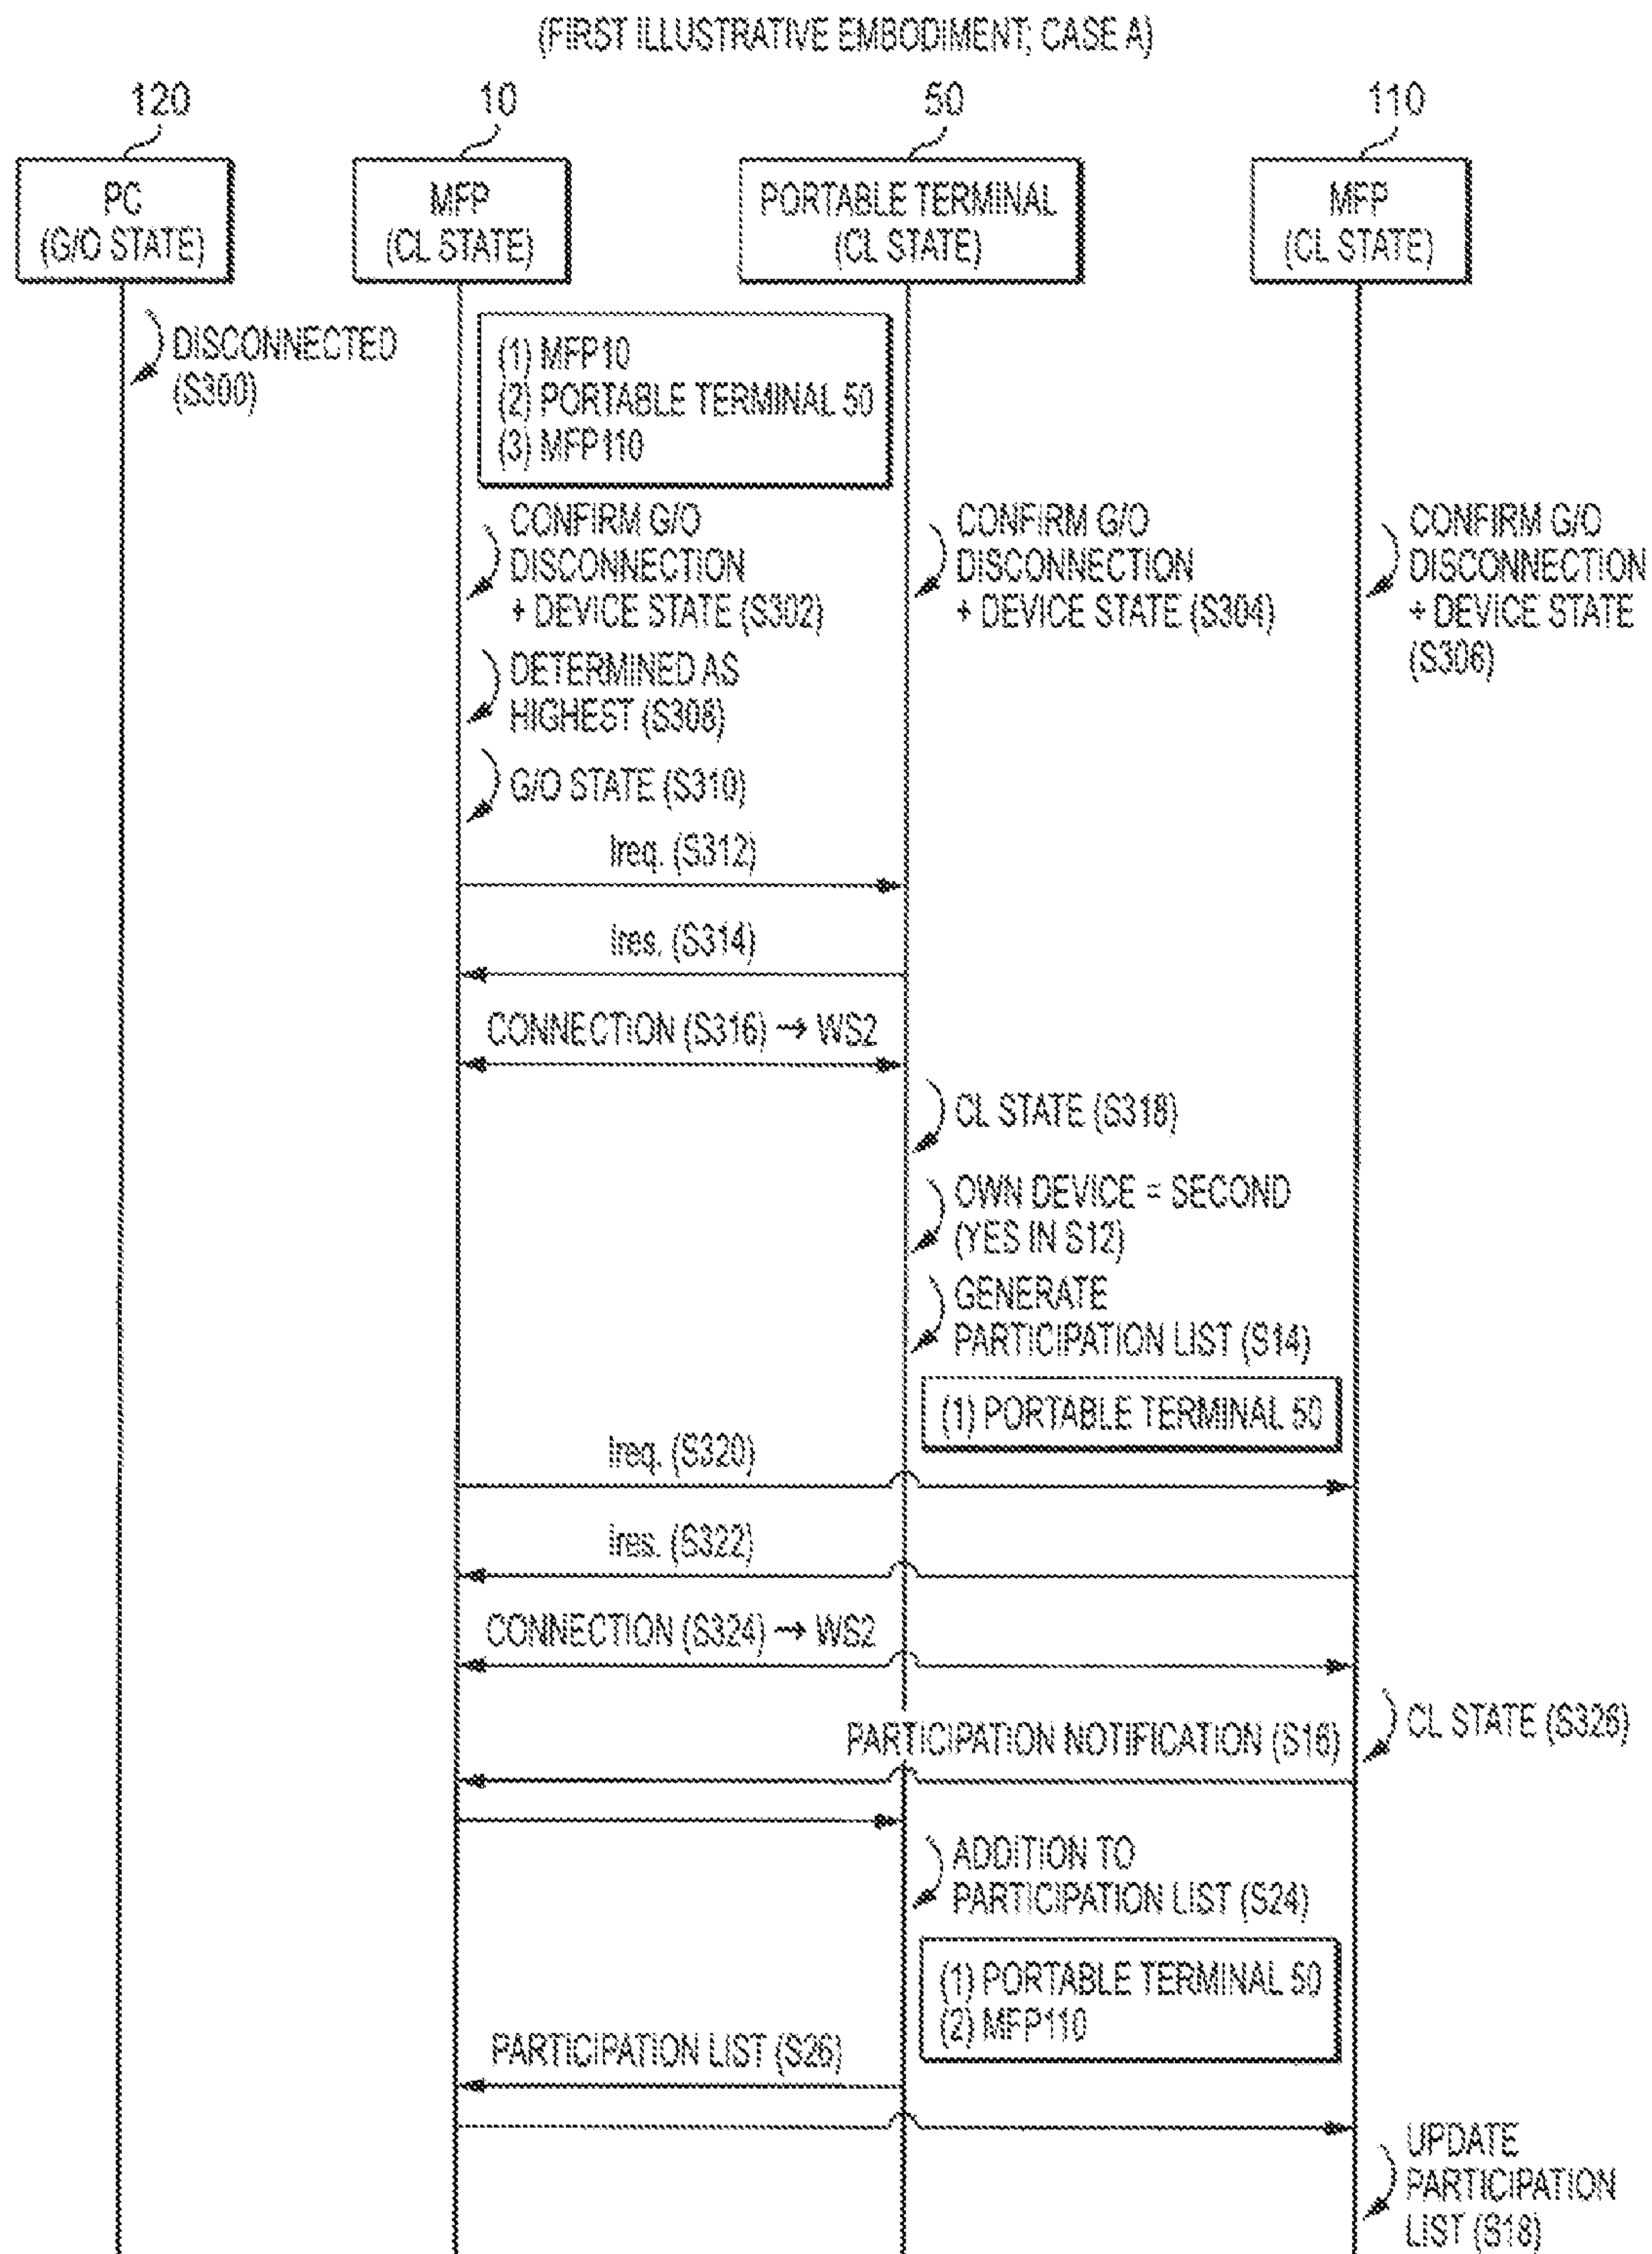 (FIRST ILLUSTRATIVE EMBODIMENT; CASE A)
120
10
50
110
PC
(G/O STATE)
MFP
(CL STATE)
PORTABLE TERMINAL
(CL STATE)
MFP
(CL STATE)
DISCONNECTED
(S300)
(1) MFP10
(2) PORTABLE TERMINAL 50
(3) MFP110
CONFIRM G/O
DISCONNECTION
+ DEVICE STATE (S302)
CONFIRM G/O
DISCONNECTION
+ DEVICE STATE (S304)
CONFIRM G/O
DISCONNECTION
+ DEVICE STATE
(S306)
DETERMINED AS
HIGHEST (S308)
G/O STATE (S310)
Ireq. (S312)
Ires. (S314)
CONNECTION (S316) → WS2
CL STATE (S318)
OWN DEVICE = SECOND
(YES IN S12)
GENERATE
PARTICIPATION LIST (S14)
(1) PORTABLE TERMINAL 50
Ireq. (S320)
Ires. (S322)
CONNECTION (S324) → WS2
CL STATE (S326)
PARTICIPATION NOTIFICATION (S16)
ADDITION TO
PARTICIPATION LIST (S24)
(1) PORTABLE TERMINAL 50
(2) MFP110
PARTICIPATION LIST (S26)
UPDATE
PARTICIPATION
LIST (S18)